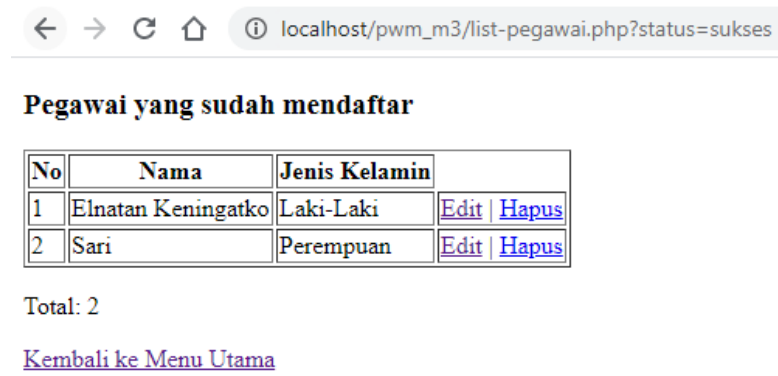 localhost/pwm_m3/list-pegawai.php?status=sukses
Pegawai yang sudah mendaftar
No Nama Jenis Kelamin
1 Elnatan Keningatko Laki-Laki Edit | Hapus
2 Sari Perempuan Edit | Hapus
Total: 2
Kembali ke Menu Utama